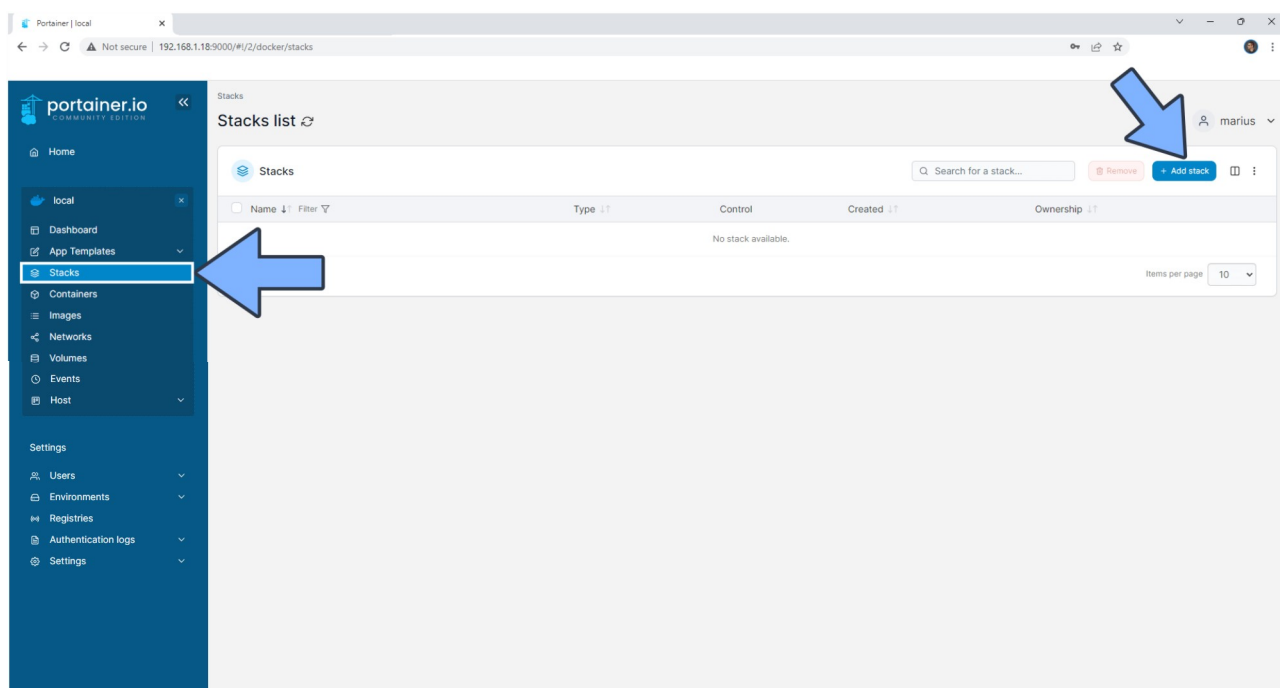 Portainer | local
Not secure | 192.168.1.18:9000/#!/2/docker/stacks
portainer.io
COMMUNITY EDITION
Home
local
Dashboard
App Templates
Stacks
Containers
Images
Networks
Volumes
Events
Host
Settings
Users
Environments
Registries
Authentication logs
Settings
Stacks
Stacks list
marius
Stacks
Search for a stack...
Remove
+ Add stack
Name Filter Type Control Created Ownership
No stack available.
Items per page 10